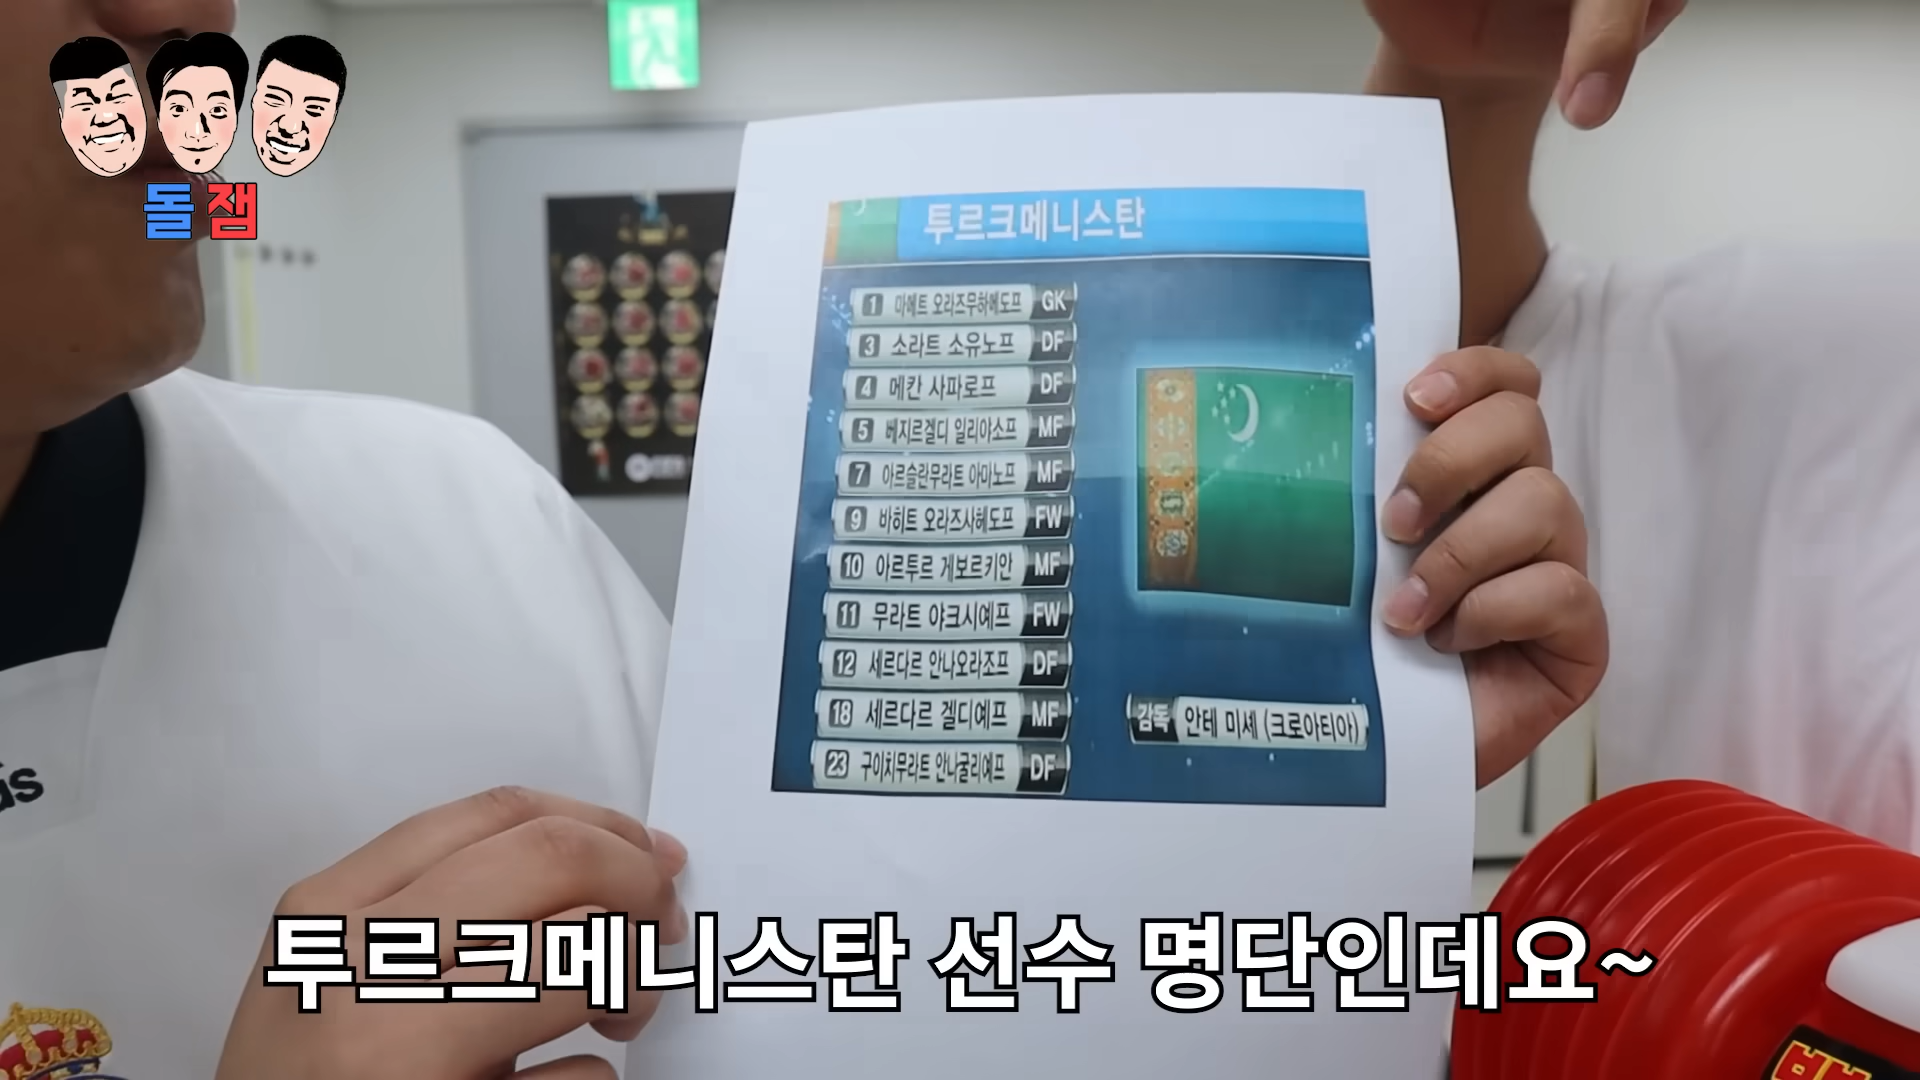 돌잼
투르크메니스탄
1 마메트 오라즈무하메도프 GK
3 소라트 소유노프 DF
4 메칸 사파로프 DF
5 베지르겔디 일리야소프 MF
7 아르슬란무라트 아마노프 MF
9 바히트 오라즈사헤도프 FW
10 아르투르 게보르키안 MF
11 무라트 야크시예프 FW
12 세르다르 안나오라조프 DF
18 세르다르 겔디예프 MF
23 구이치무라트 안나굴리예프 DF
감독 안테 미세 (크로아티아)
투르크메니스탄 선수 명단인데요~